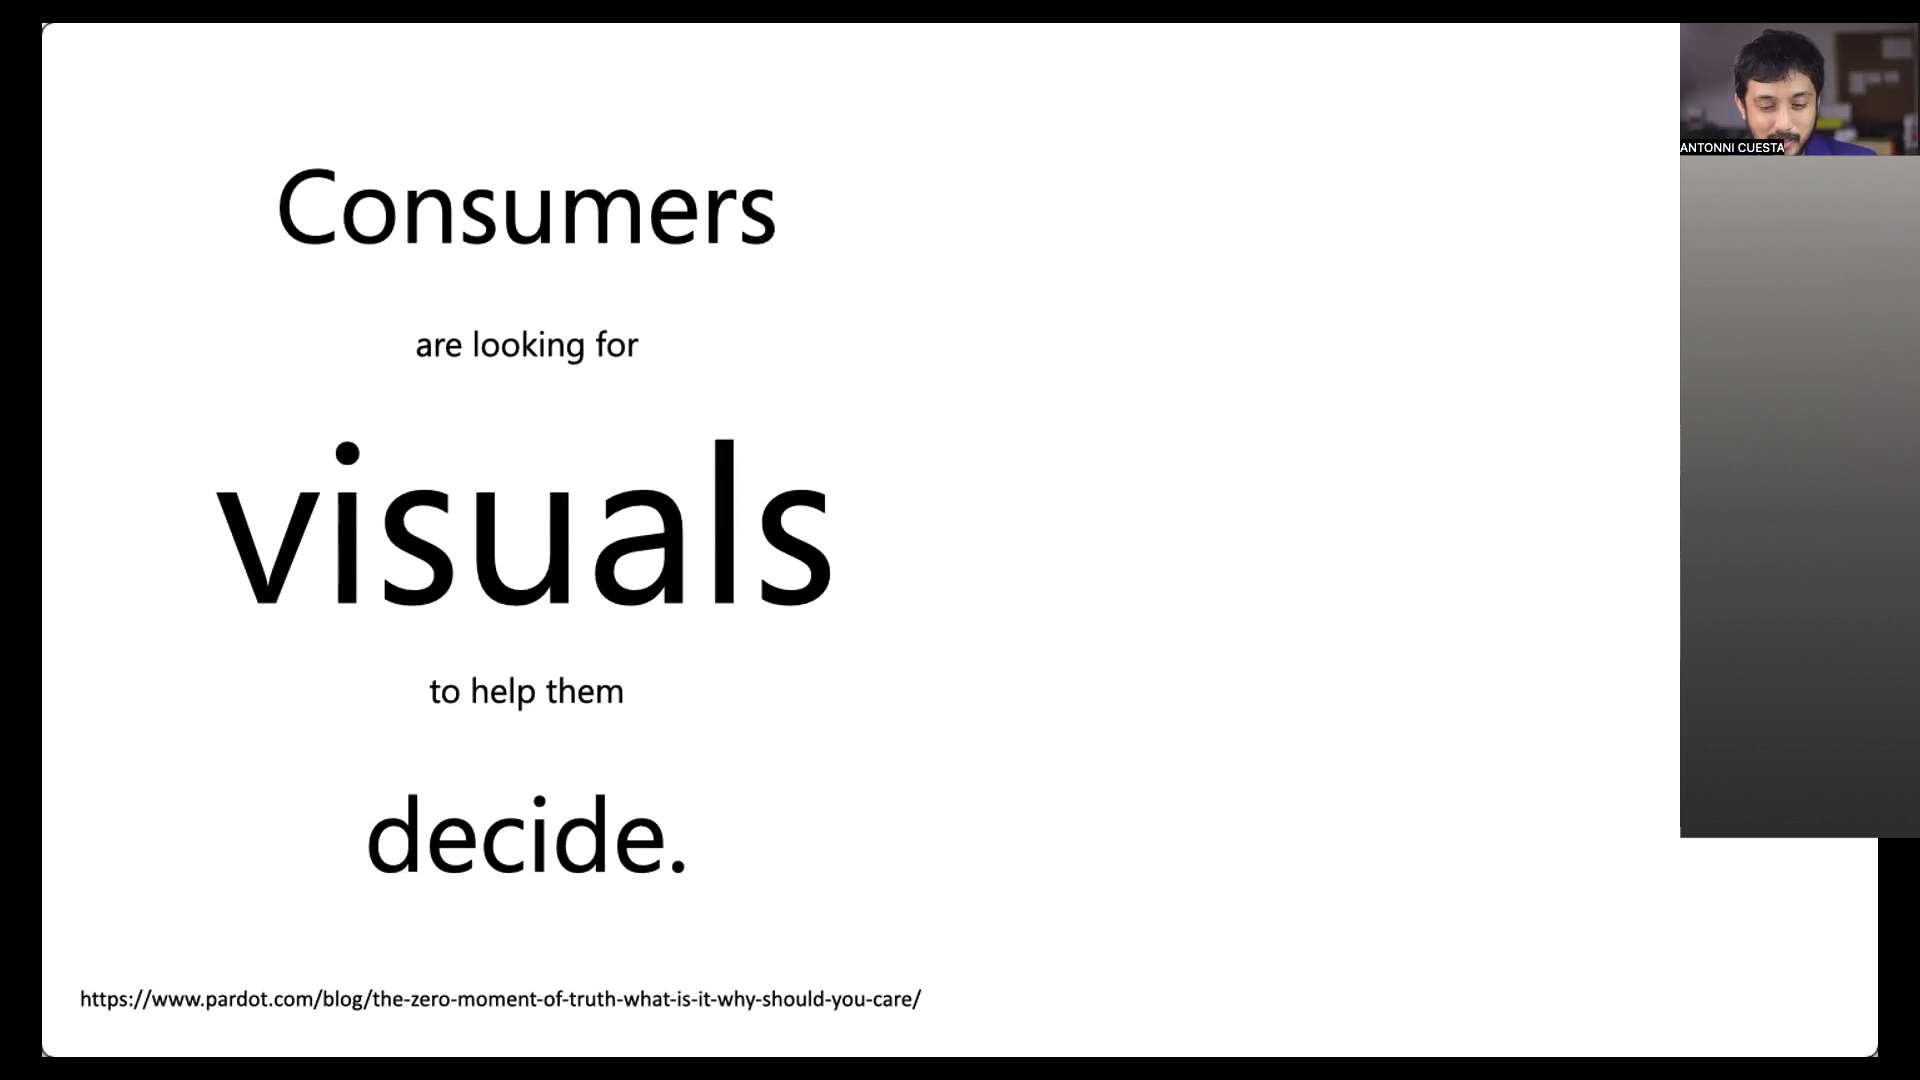 Consumers
are looking for
visuals
to help them
decide.
https://www.pardot.com/blog/the-zero-moment-of-truth-what-is-it-why-should-you-care/
ANTONNI CUESTA